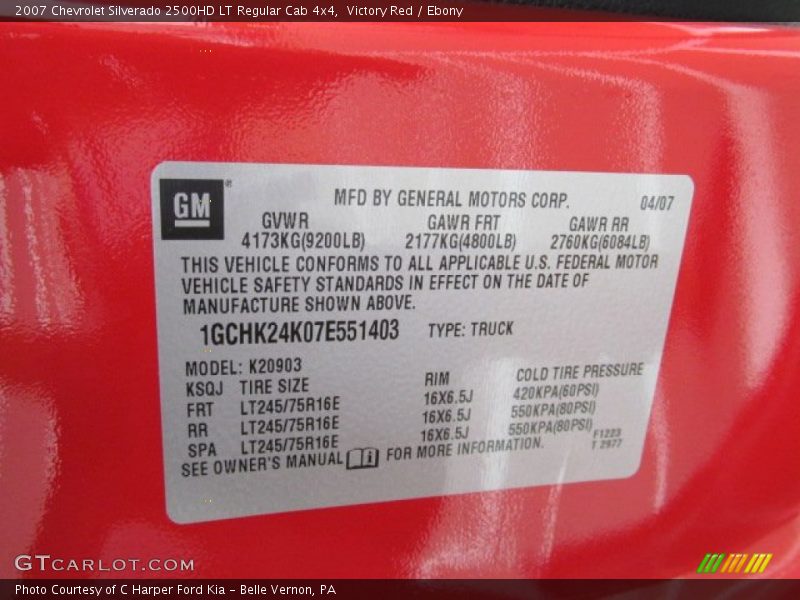 2007 Chevrolet Silverado 2500HD LT Regular Cab 4x4, Victory Red / Ebony
GM®
MFD BY GENERAL MOTORS CORP. 04/07
GVWR GAWR FRT GAWR RR
4173KG(9200LB) 2177KG(4800LB) 2760KG(6084LB)
THIS VEHICLE CONFORMS TO ALL APPLICABLE U.S. FEDERAL MOTOR
VEHICLE SAFETY STANDARDS IN EFFECT ON THE DATE OF
MANUFACTURE SHOWN ABOVE.
1GCHK24K07E551403 TYPE: TRUCK
MODEL: K20903
KSQJ TIRE SIZE RIM COLD TIRE PRESSURE
FRT LT245/75R16E 16X6.5J 420KPA(60PSI)
RR LT245/75R16E 16X6.5J 550KPA(80PSI)
SPA LT245/75R16E 16X6.5J 550KPA(80PSI)
SEE OWNER'S MANUAL FOR MORE INFORMATION.
F1223
T 2977
GTCARLOT.COM
Photo Courtesy of C Harper Ford Kia – Belle Vernon, PA